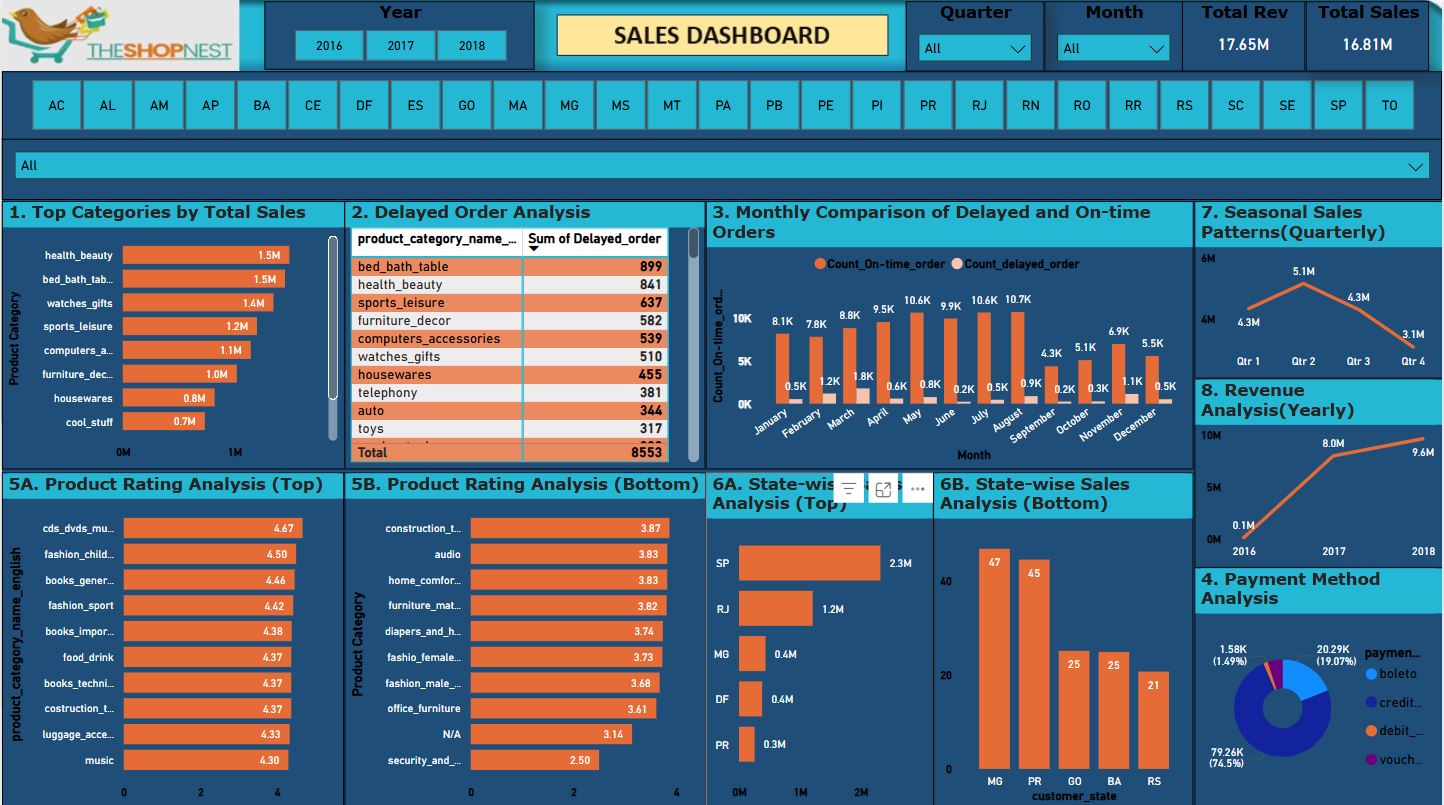 THESHOPNEST
Year
2016 2017 2018
SALES DASHBOARD
Quarter
All
Month
All
Total Rev
17.65M
Total Sales
16.81M
AC AL AM AP BA CE DF ES GO MA MG MS MT PA PB PE PI PR RJ RN RO RR RS SC SE SP TO
All
1. Top Categories by Total Sales
Product Category
health_beauty 1.5M
bed_bath_tab... 1.5M
watches_gifts 1.4M
sports_leisure 1.2M
computers_a... 1.1M
furniture_dec... 1.0M
housewares 0.8M
cool_stuff 0.7M
0M 1M
2. Delayed Order Analysis
product_category_name_... Sum of Delayed_order
bed_bath_table 899
health_beauty 841
sports_leisure 637
furniture_decor 582
computers_accessories 539
watches_gifts 510
housewares 455
telephony 381
auto 344
toys 317
Total 8553
3. Monthly Comparison of Delayed and On-time
Orders
Count_On-time_order Count_delayed_order
Count_On-time_ord...
10K
5K
0K
8.1K 7.8K 8.8K 9.5K 10.6K 9.9K 10.6K 10.7K 4.3K 5.1K 6.9K 5.5K
0.5K 1.2K 1.8K 0.6K 0.8K 0.2K 0.5K 0.9K 0.2K 0.3K 1.1K 0.5K
January February March April May June July August September October November December
Month
7. Seasonal Sales
Patterns(Quarterly)
6M
4M
4.3M 5.1M 4.3M 3.1M
Qtr 1 Qtr 2 Qtr 3 Qtr 4
8. Revenue
Analysis(Yearly)
10M
5M
0M
0.1M 8.0M 9.6M
2016 2017 2018
5A. Product Rating Analysis (Top)
product_category_name_english
cds_dvds_mu... 4.67
fashion_child... 4.50
books_gener... 4.46
fashion_sport 4.42
books_impor... 4.38
food_drink 4.37
books_techni... 4.37
costruction_t... 4.37
luggage_acce... 4.33
music 4.30
0 2 4
5B. Product Rating Analysis (Bottom)
Product Category
construction_t... 3.87
audio 3.83
home_comfor... 3.83
furniture_mat... 3.82
diapers_and_h... 3.74
fashio_female... 3.73
fashion_male_... 3.68
office_furniture 3.61
N/A 3.14
security_and_... 2.50
0 2 4
6A. State-wis
Analysis (Top)
SP 2.3M
RJ 1.2M
MG 0.4M
DF 0.4M
PR 0.3M
0M 1M 2M
6B. State-wise Sales
Analysis (Bottom)
40
20
0
47 45 25 25 21
MG PR GO BA RS
customer_state
4. Payment Method
Analysis
1.58K
(1.49%)
20.29K
(19.07%)
79.26K
(74.5%)
paymen...
boleto
credit...
debit_...
vouch...